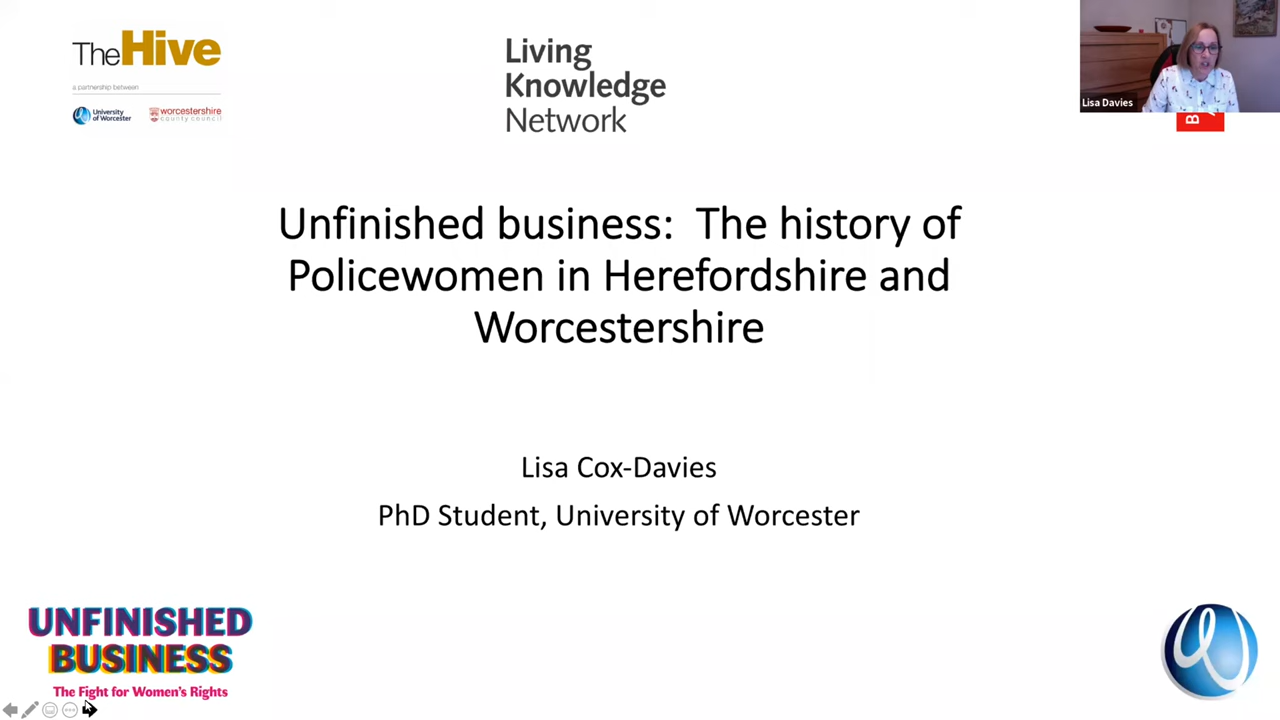 TheHive
a partnership between
University of Worcester
worcestershire county council
Living
Knowledge
Network
Lisa Davies
B
Unfinished business: The history of
Policewomen in Herefordshire and
Worcestershire
Lisa Cox-Davies
PhD Student, University of Worcester
UNFINISHED
BUSINESS
The Fight for Women's Rights